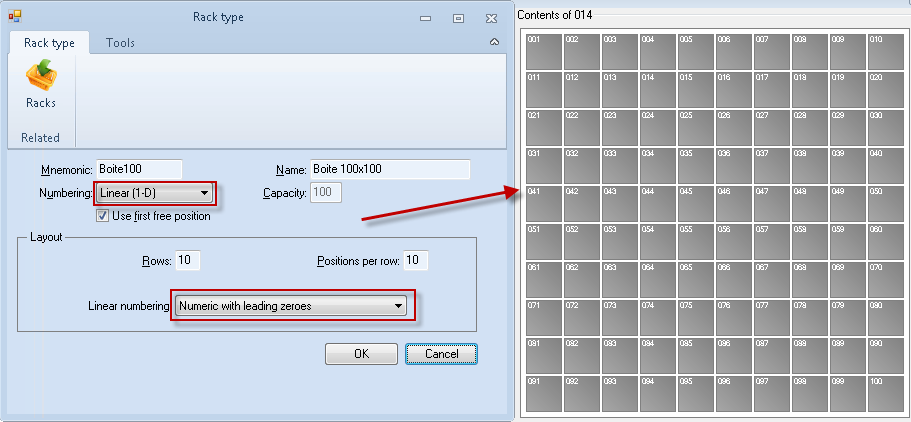 Rack type
Rack type Tools
Racks
Related
Mnemonic: Boite100 Name: Boite 100x100
Numbering: Linear (1-D) Capacity: 100
Use first free position
Layout
Rows: 10 Positions per row: 10
Linear numbering Numeric with leading zeroes
OK Cancel
Contents of 014
001 002 003 004 005 006 007 008 009 010
011 012 013 014 015 016 017 018 019 020
021 022 023 024 025 026 027 028 029 030
031 032 033 034 035 036 037 038 039 040
041 042 043 044 045 046 047 048 049 050
051 052 053 054 055 056 057 058 059 060
061 062 063 064 065 066 067 068 069 070
071 072 073 074 075 076 077 078 079 080
081 082 083 084 085 086 087 088 089 090
091 092 093 094 095 096 097 098 099 100